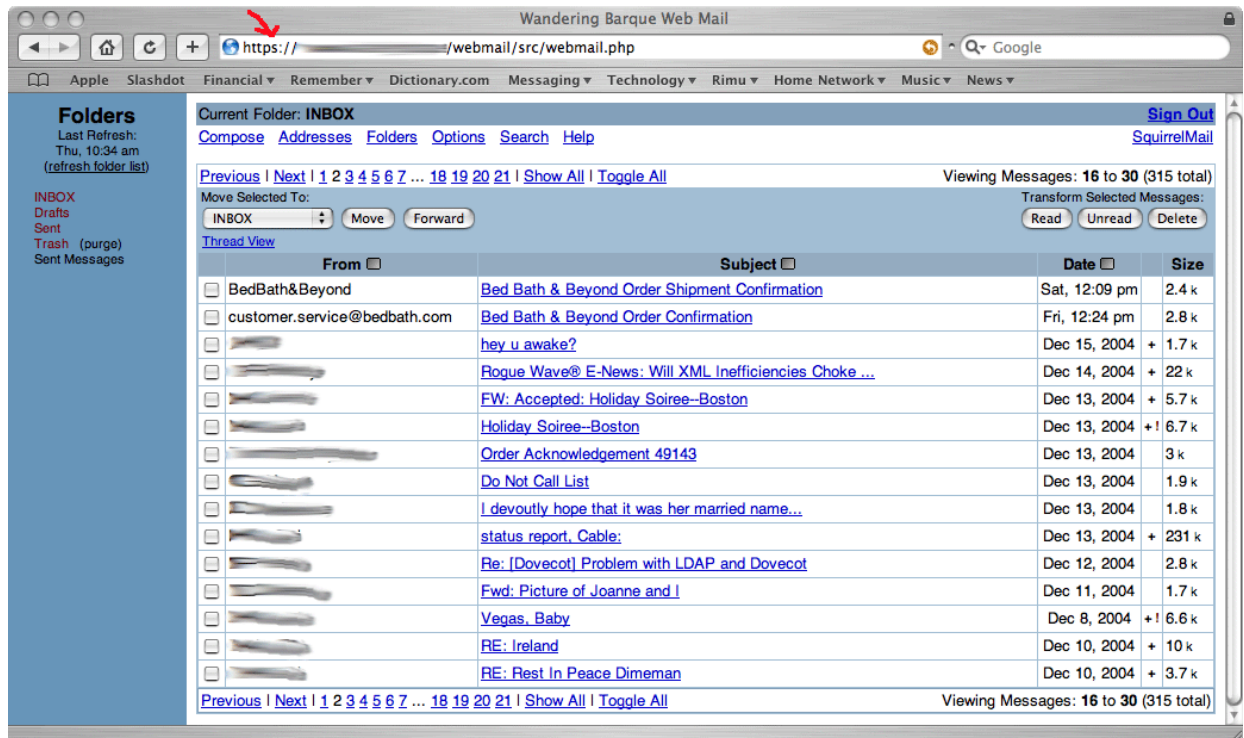 Wandering Barque Web Mail
https:// /webmail/src/webmail.php
Google
Apple Slashdot Financial ▾ Remember ▾ Dictionary.com Messaging ▾ Technology ▾ Rimu ▾ Home Network ▾ Music ▾ News ▾
Folders
Last Refresh:
Thu, 10:34 am
(refresh folder list)
INBOX
Drafts
Sent
Trash (purge)
Sent Messages
Current Folder: INBOX Sign Out
Compose Addresses Folders Options Search Help SquirrelMail
Previous | Next | 1 2 3 4 5 6 7 ... 18 19 20 21 | Show All | Toggle All Viewing Messages: 16 to 30 (315 total)
Move Selected To: Transform Selected Messages:
INBOX Move Forward Read Unread Delete
Thread View
From Subject Date Size
BedBath&Beyond Bed Bath & Beyond Order Shipment Confirmation Sat, 12:09 pm 2.4 k
customer.service@bedbath.com Bed Bath & Beyond Order Confirmation Fri, 12:24 pm 2.8 k
hey u awake? Dec 15, 2004 + 1.7 k
Rogue Wave® E-News: Will XML Inefficiencies Choke ... Dec 14, 2004 + 22 k
FW: Accepted: Holiday Soiree--Boston Dec 13, 2004 + 5.7 k
Holiday Soiree--Boston Dec 13, 2004 + ! 6.7 k
Order Acknowledgement 49143 Dec 13, 2004 3 k
Do Not Call List Dec 13, 2004 1.9 k
I devoutly hope that it was her married name... Dec 13, 2004 1.8 k
status report, Cable: Dec 13, 2004 + 231 k
Re: [Dovecot] Problem with LDAP and Dovecot Dec 12, 2004 2.8 k
Fwd: Picture of Joanne and I Dec 11, 2004 1.7 k
Vegas, Baby Dec 8, 2004 + ! 6.6 k
RE: Ireland Dec 10, 2004 + 10 k
RE: Rest In Peace Dimeman Dec 10, 2004 + 3.7 k
Previous | Next | 1 2 3 4 5 6 7 ... 18 19 20 21 | Show All | Toggle All Viewing Messages: 16 to 30 (315 total)